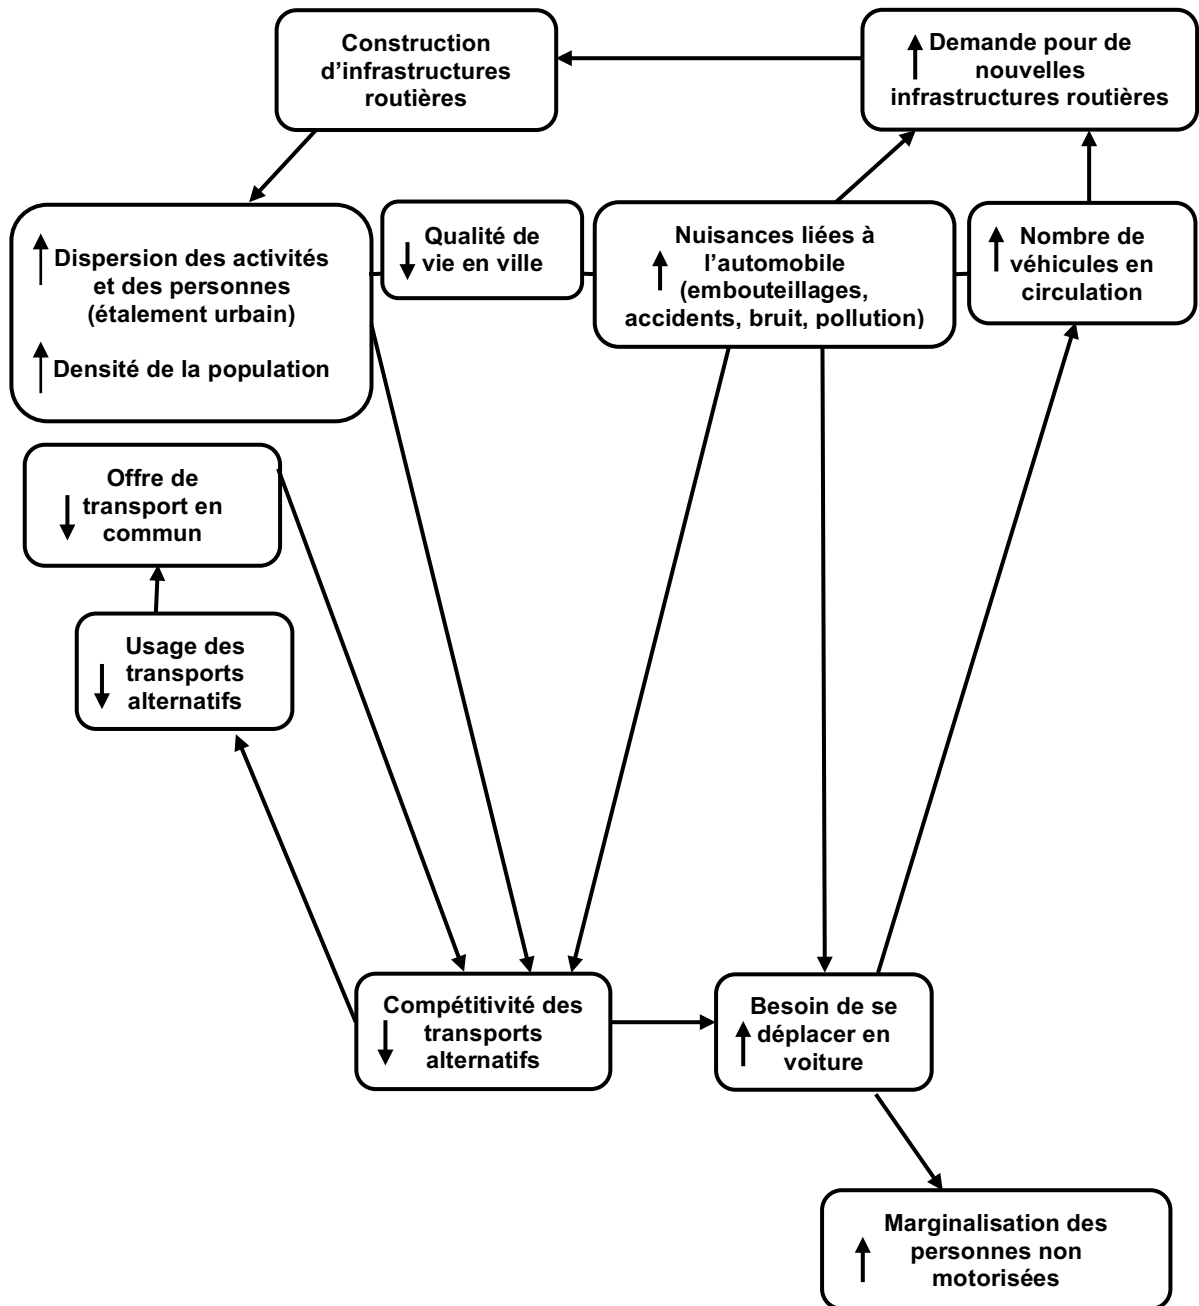 Construction
d'infrastructures
routières
Demande pour de
nouvelles
infrastructures routières
Dispersion des activités
et des personnes
(étalement urbain)
Densité de la population
Qualité de
vie en ville
Nuisances liées à
l'automobile
(embouteillages,
accidents, bruit, pollution)
Nombre de
véhicules en
circulation
Offre de
transport en
commun
Usage des
transports
alternatifs
Compétitivité des
transports
alternatifs
Besoin de se
déplacer en
voiture
Marginalisation des
personnes non
motorisées